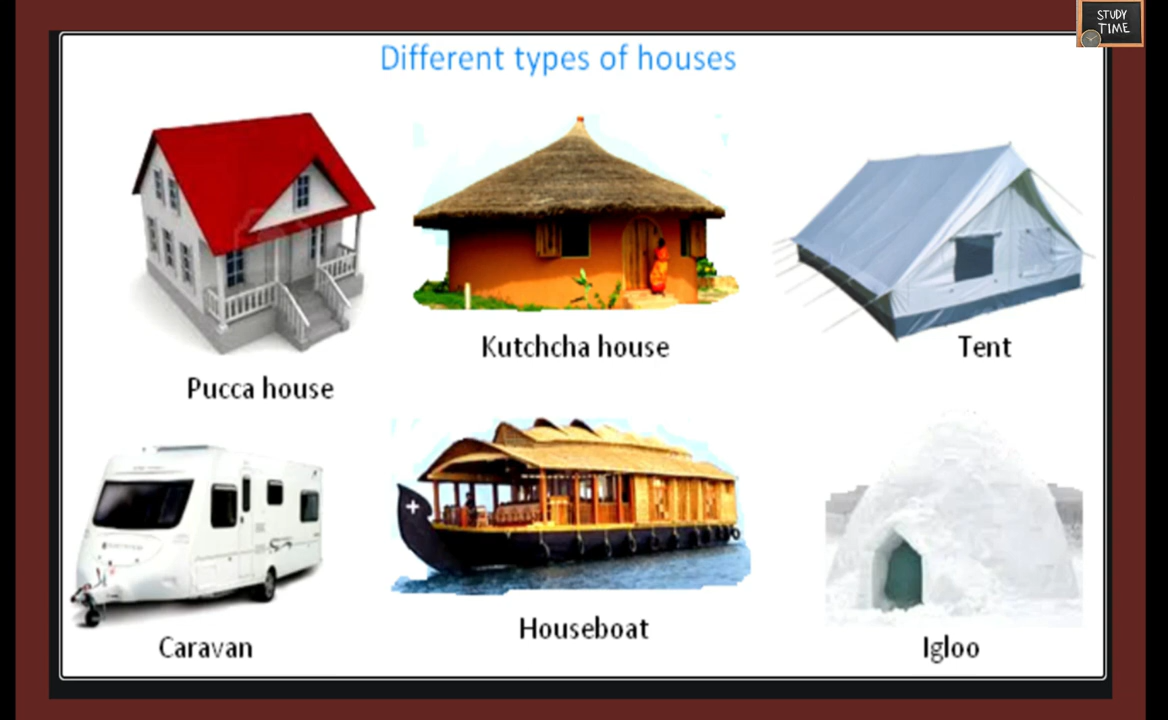 STUDY
TIME
Different types of houses
Pucca house
Kutchcha house
Tent
Caravan
Houseboat
Igloo